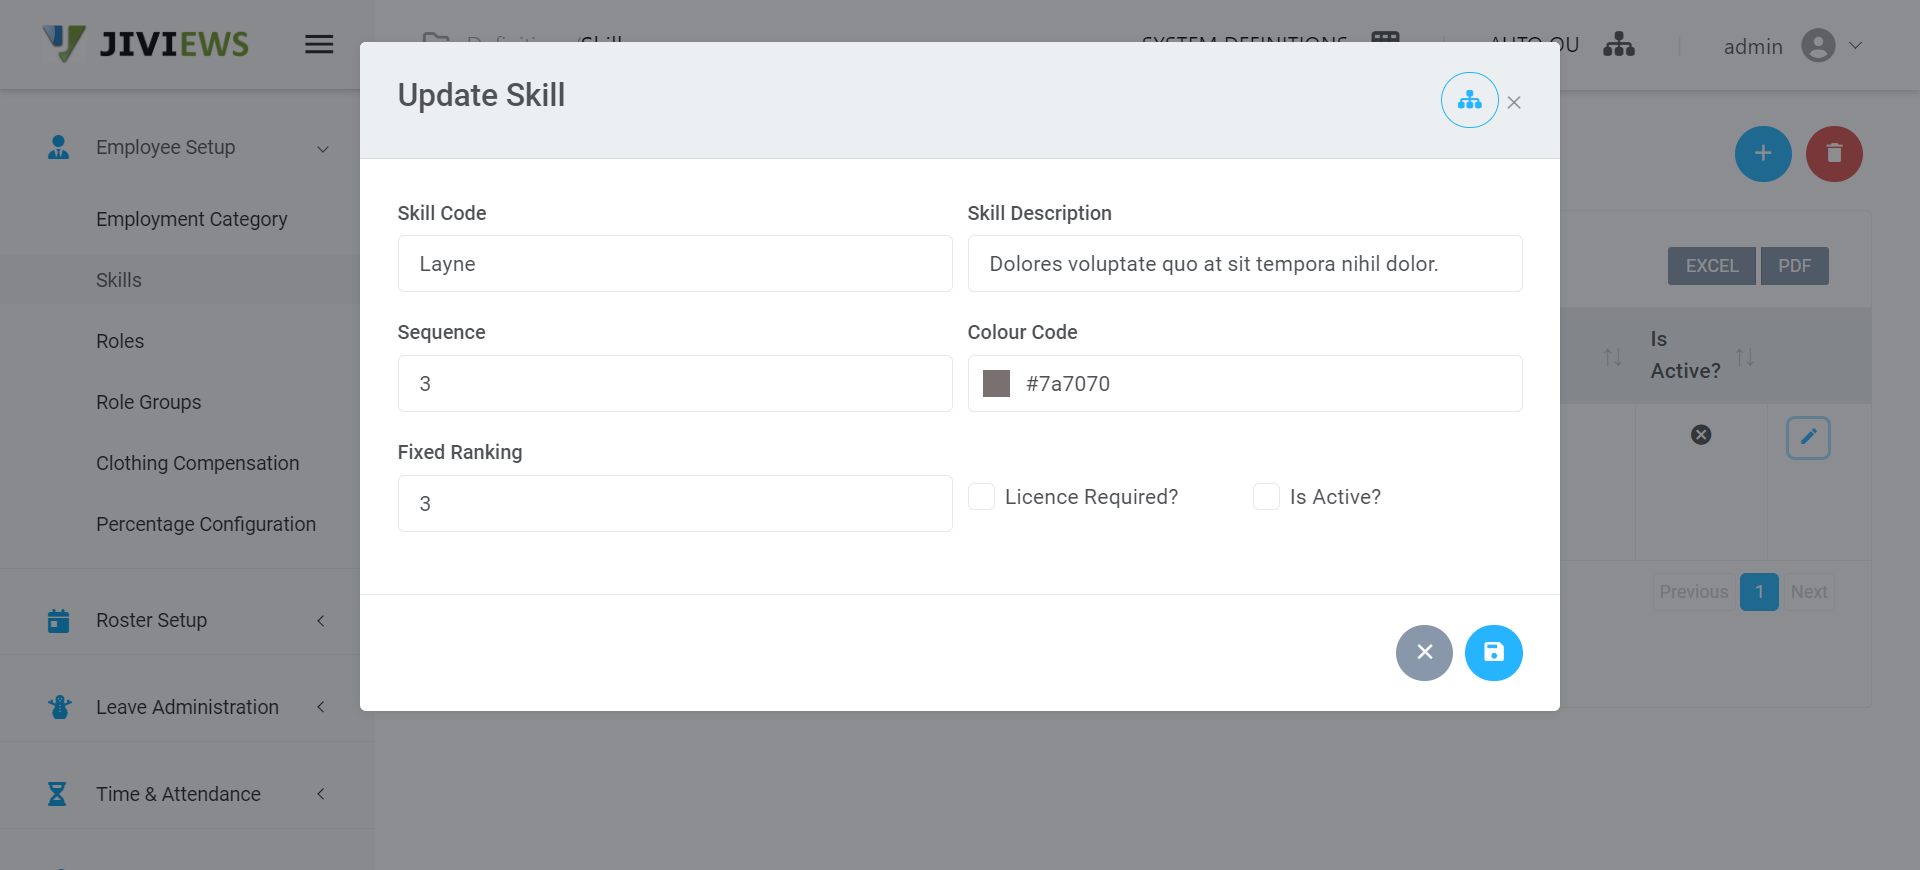 JIVIEWS
Skill
SYSTEM DEFINITIONS
AUTO OU
admin
Employee Setup
Employment Category
Skills
Roles
Role Groups
Clothing Compensation
Percentage Configuration
Roster Setup
Leave Administration
Time & Attendance
Update Skill
Skill Code
Skill Description
Layne
Dolores voluptate quo at sit tempora nihil dolor.
Sequence
Colour Code
3
#7a7070
Fixed Ranking
3
Licence Required?
Is Active?
EXCEL
PDF
Is
Active?
Previous
1
Next